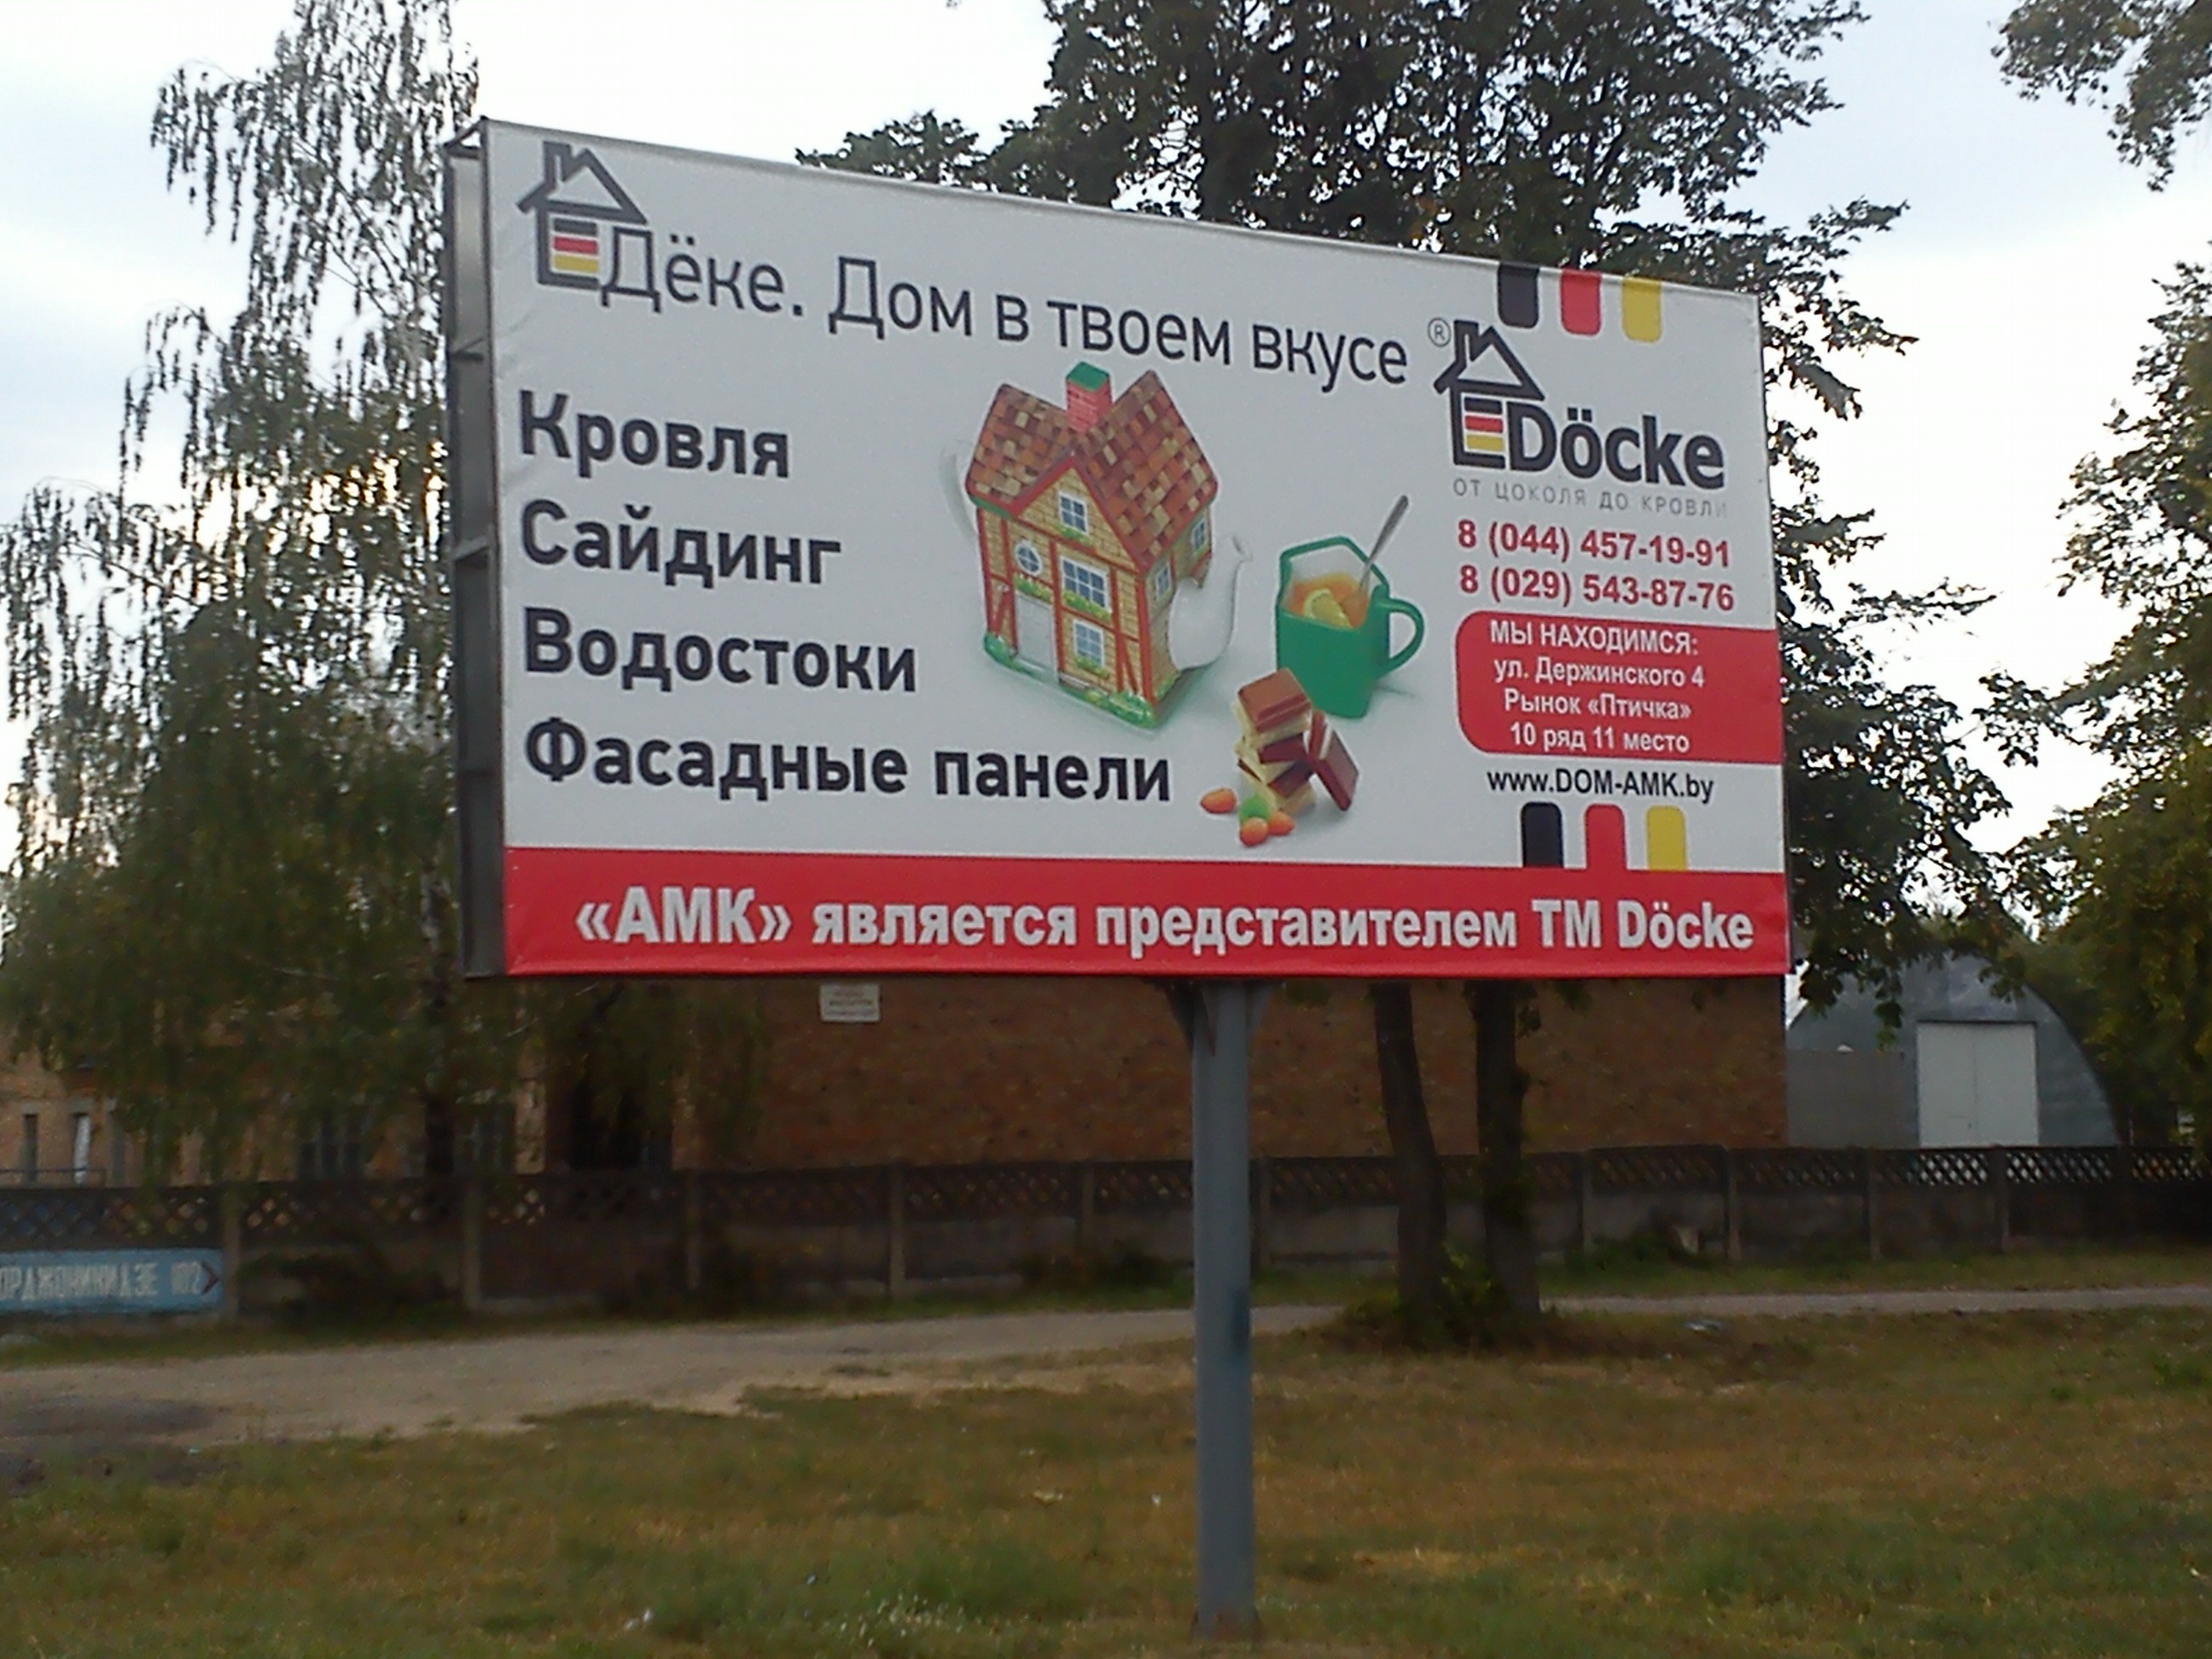 Дёке. Дом в твоем вкусе
Кровля
Сайдинг
Водостоки
Фасадные панели
®
Döcke
ОТ ЦОКОЛЯ ДО КРОВЛИ
8 (044) 457-19-91
8 (029) 543-87-76
МЫ НАХОДИМСЯ:
ул. Держинского 4
Рынок «Птичка»
10 ряд 11 место
www.DOM-AMK.by
«АМК» является представителем ТМ Döcke
ОРДЖОНИКИДЗЕ 102